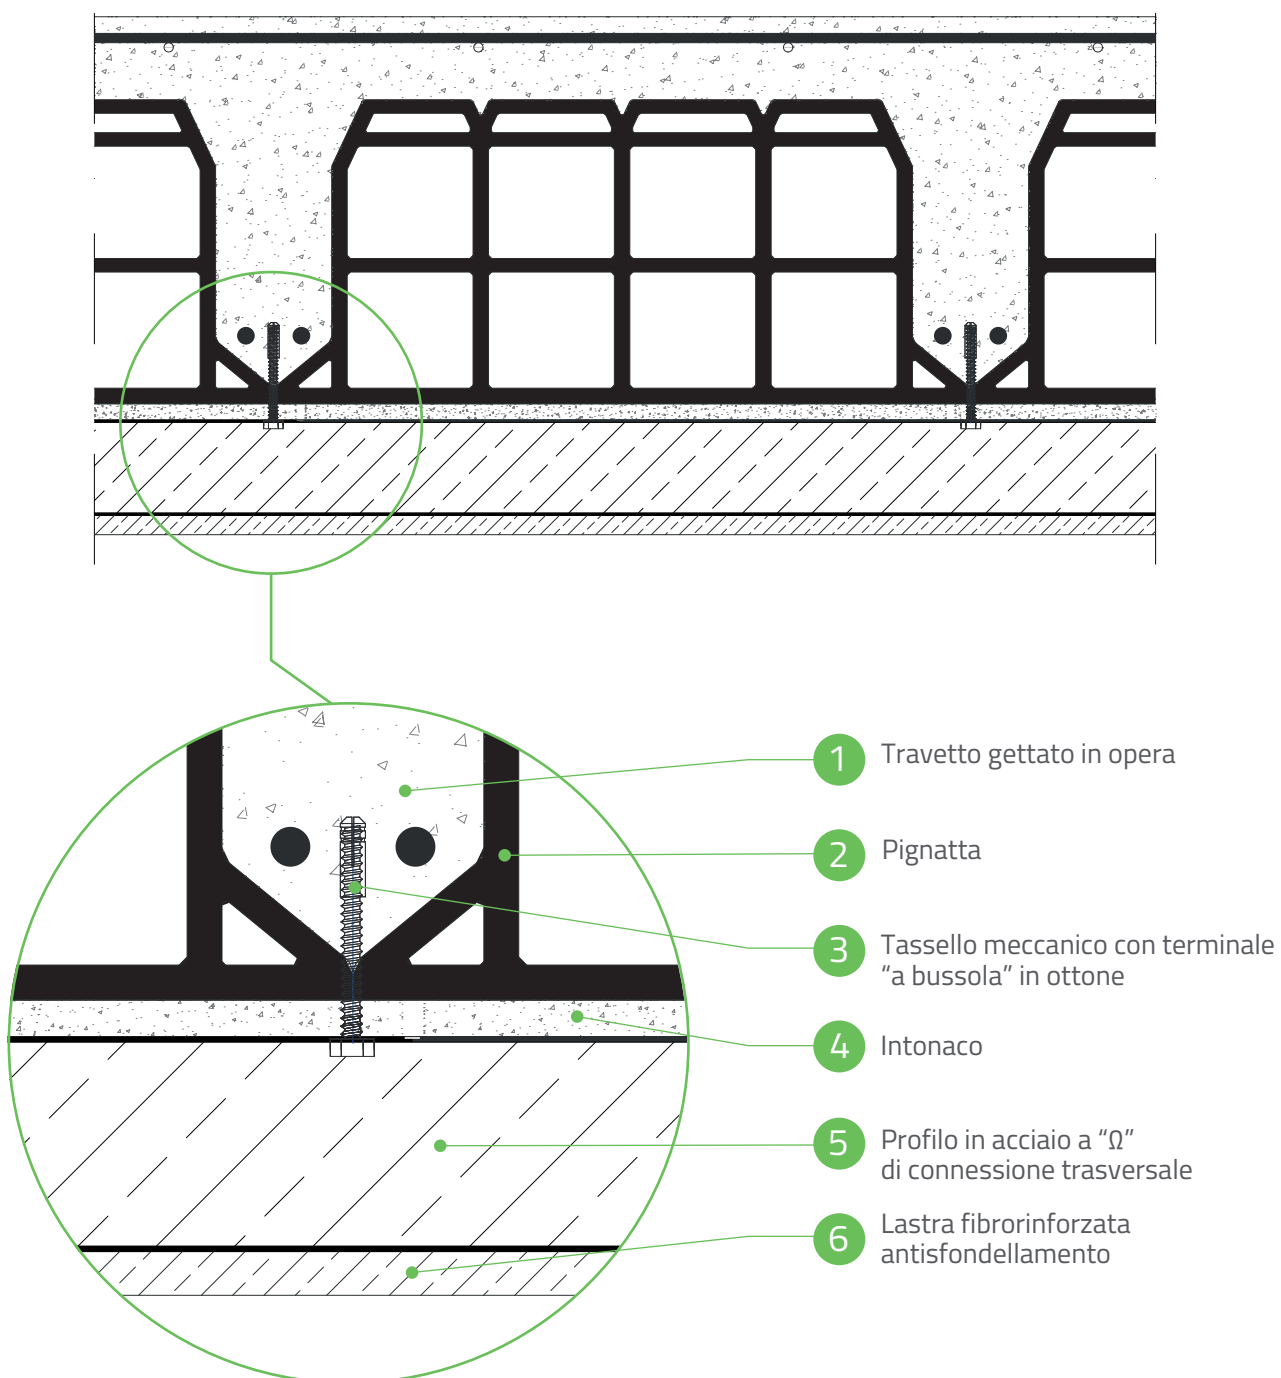 1 Travetto gettato in opera
2 Pignatta
3 Tassello meccanico con terminale
“a bussola” in ottone
4 Intonaco
5 Profilo in acciaio a “Ω”
di connessione trasversale
6 Lastra fibrorinforzata
antisfondellamento